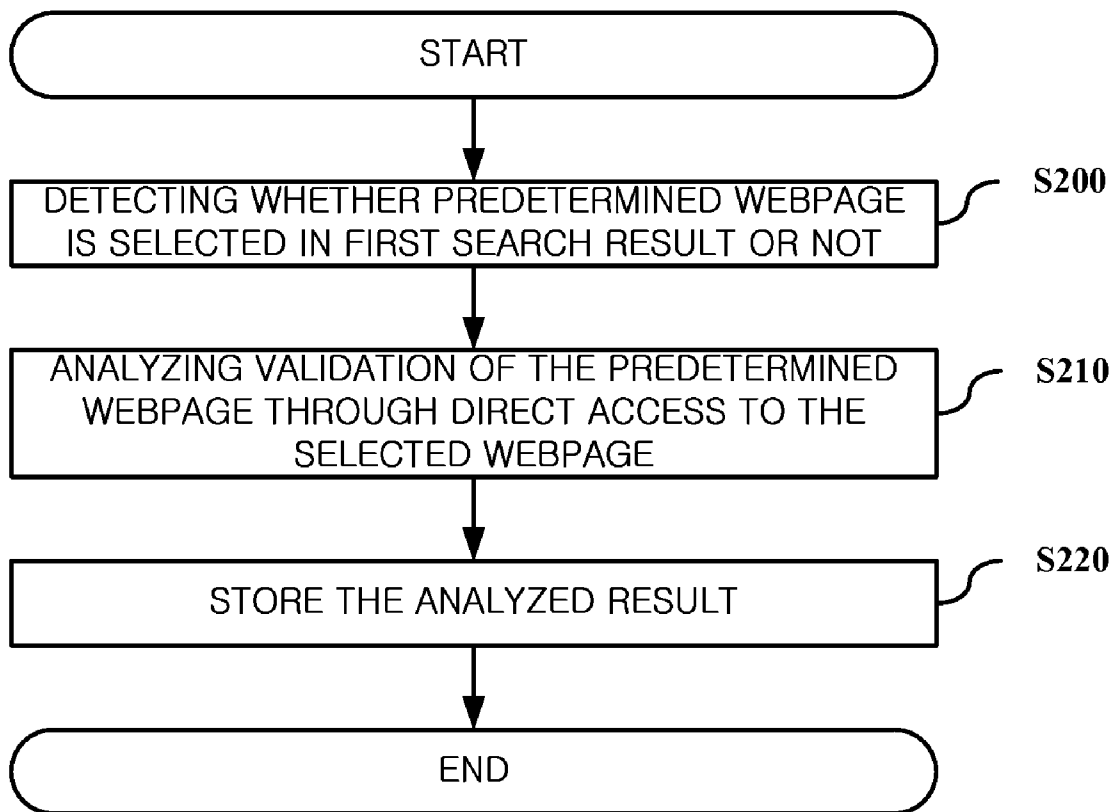 START
S200
DETECTING WHETHER PREDETERMINED WEBPAGE
IS SELECTED IN FIRST SEARCH RESULT OR NOT
S210
ANALYZING VALIDATION OF THE PREDETERMINED
WEBPAGE THROUGH DIRECT ACCESS TO THE
SELECTED WEBPAGE
S220
STORE THE ANALYZED RESULT
END